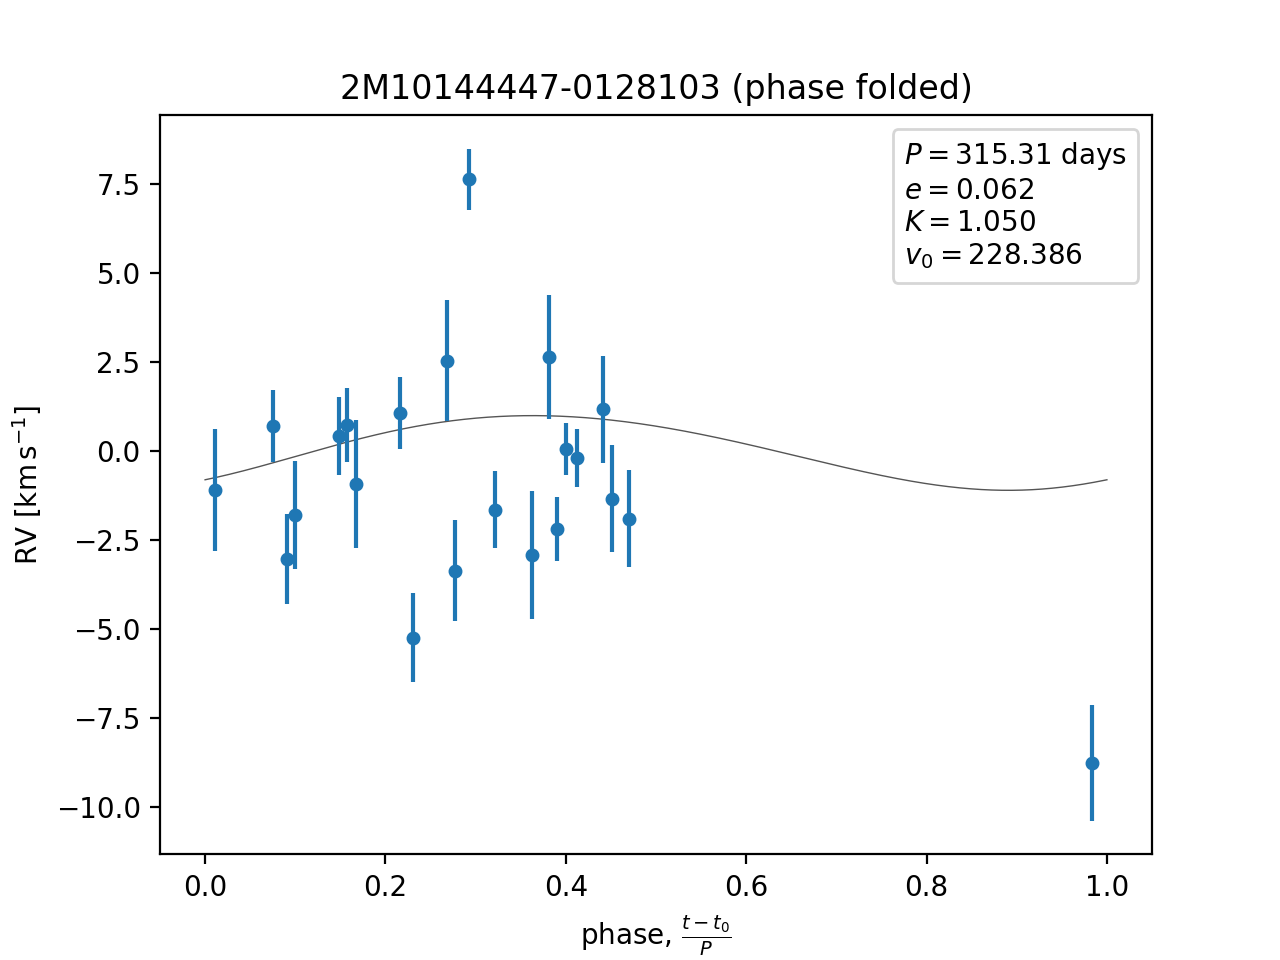 2M10144447-0128103 (phase folded)
P = 315.31 days
e = 0.062
K = 1.050
v₀ = 228.386
7.5
5.0
2.5
0.0
−2.5
−5.0
−7.5
−10.0
RV [km s⁻¹]
0.0 0.2 0.4 0.6 0.8 1.0
phase, (t − t₀)/P